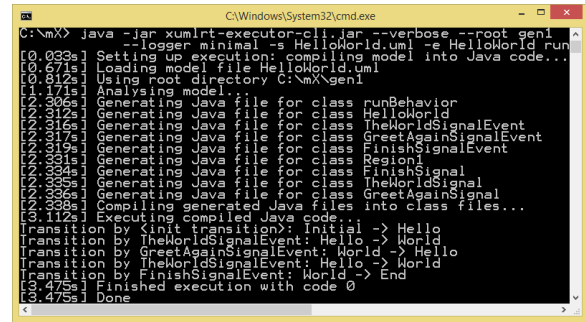 C:\Windows\System32\cmd.exe
C:\mX> java -jar xumlrt-executor-cli.jar --verbose --root gen1
--logger minimal -s HelloWorld.uml -e HelloWorld run
[0.033s] Setting up execution: compiling model into Java code...
[0.671s] Loading model file HelloWorld.uml
[0.812s] Using root directory C:\mX\gen1
[1.171s] Analysing model...
[2.306s] Generating Java file for class runBehavior
[2.312s] Generating Java file for class HelloWorld
[2.316s] Generating Java file for class TheWorldSignalEvent
[2.317s] Generating Java file for class GreetAgainSignalEvent
[2.319s] Generating Java file for class FinishSignalEvent
[2.331s] Generating Java file for class Region1
[2.334s] Generating Java file for class FinishSignal
[2.335s] Generating Java file for class TheWorldSignal
[2.336s] Generating Java file for class GreetAgainSignal
[2.338s] Compiling generated Java files into class files...
[3.112s] Executing compiled Java code...
Transition by <init transition>: Initial -> Hello
Transition by TheWorldSignalEvent: Hello -> World
Transition by GreetAgainSignalEvent: World -> Hello
Transition by TheWorldSignalEvent: Hello -> World
Transition by FinishSignalEvent: World -> End
[3.475s] Finished execution with code 0
[3.475s] Done